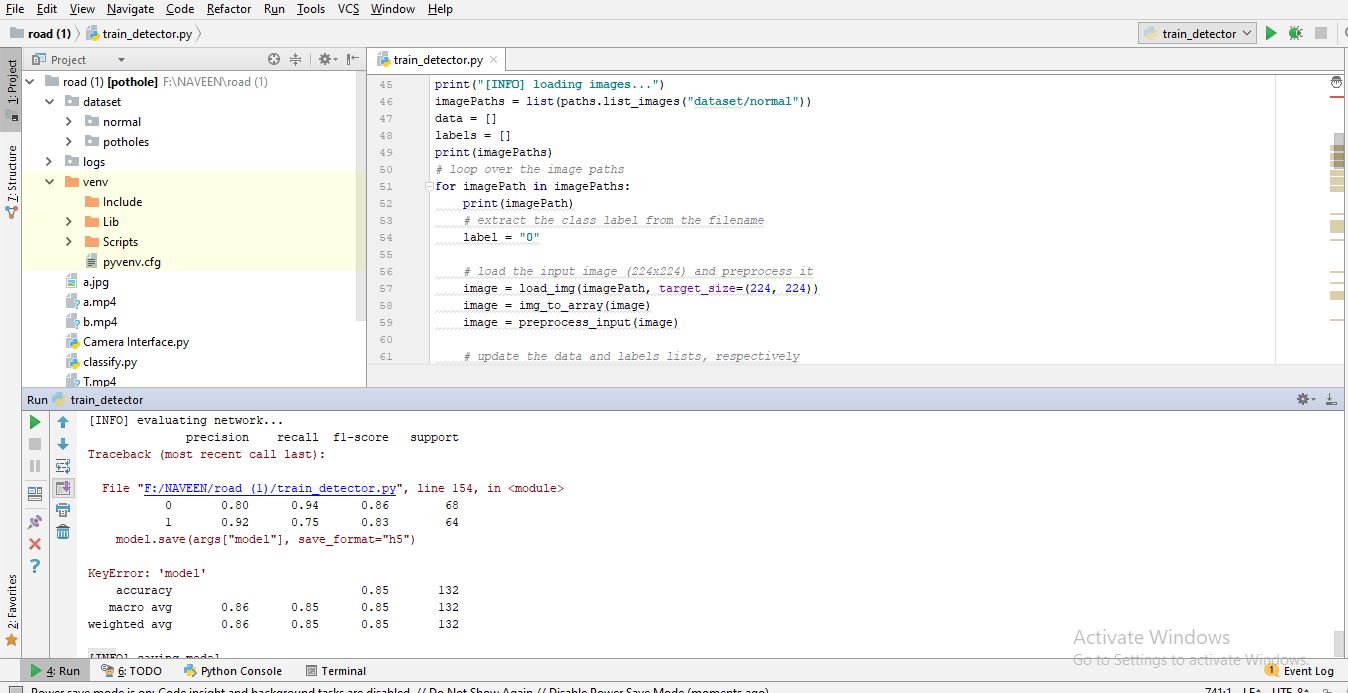 File Edit View Navigate Code Refactor Run Tools VCS Window Help
road (1) train_detector.py train_detector
1: Project
7: Structure
2: Favorites
Project
road (1) [pothole] F:\NAVEEN\road (1)
dataset
normal
potholes
logs
venv
Include
Lib
Scripts
pyvenv.cfg
a.jpg
a.mp4
b.mp4
Camera Interface.py
classify.py
T.mp4
train_detector.py
45 print("[INFO] loading images...")
46 imagePaths = list(paths.list_images("dataset/normal"))
47 data = []
48 labels = []
49 print(imagePaths)
50 # loop over the image paths
51 for imagePath in imagePaths:
52 print(imagePath)
53 # extract the class label from the filename
54 label = "0"
55
56 # load the input image (224x224) and preprocess it
57 image = load_img(imagePath, target_size=(224, 224))
58 image = img_to_array(image)
59 image = preprocess_input(image)
60
61 # update the data and labels lists, respectively
Run train_detector
[INFO] evaluating network...
precision recall f1-score support
Traceback (most recent call last):
File "F:/NAVEEN/road (1)/train_detector.py", line 154, in <module>
0 0.80 0.94 0.86 68
1 0.92 0.75 0.83 64
model.save(args["model"], save_format="h5")
KeyError: 'model'
accuracy 0.85 132
macro avg 0.86 0.85 0.85 132
weighted avg 0.86 0.85 0.85 132
[INFO] saving model
Activate Windows
Go to Settings to activate Windows.
4: Run 6: TODO Python Console Terminal 1 Event Log
Power save mode is on: Code insight and background tasks are disabled. // Do Not Show Again // Disable Power Save Mode (moments ago) 741:1 LF UTF-8